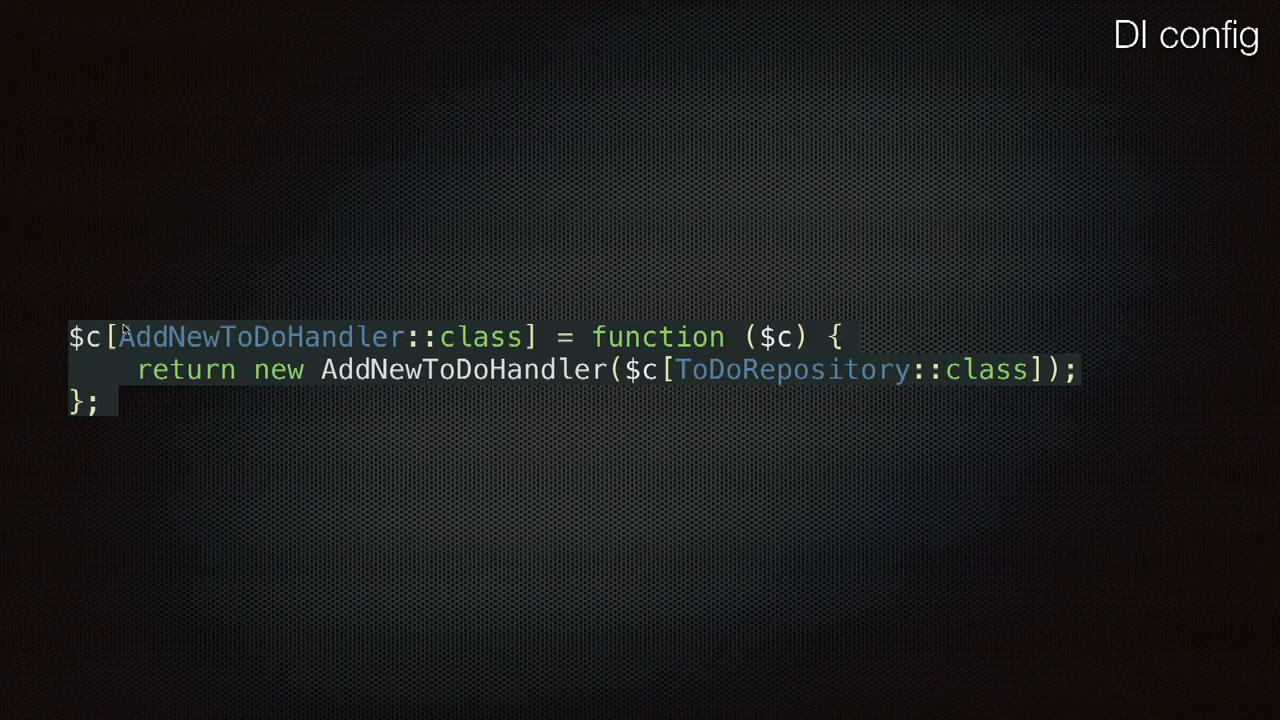 DI config
$c[AddNewToDoHandler::class] = function ($c) {
    return new AddNewToDoHandler($c[ToDoRepository::class]);
};